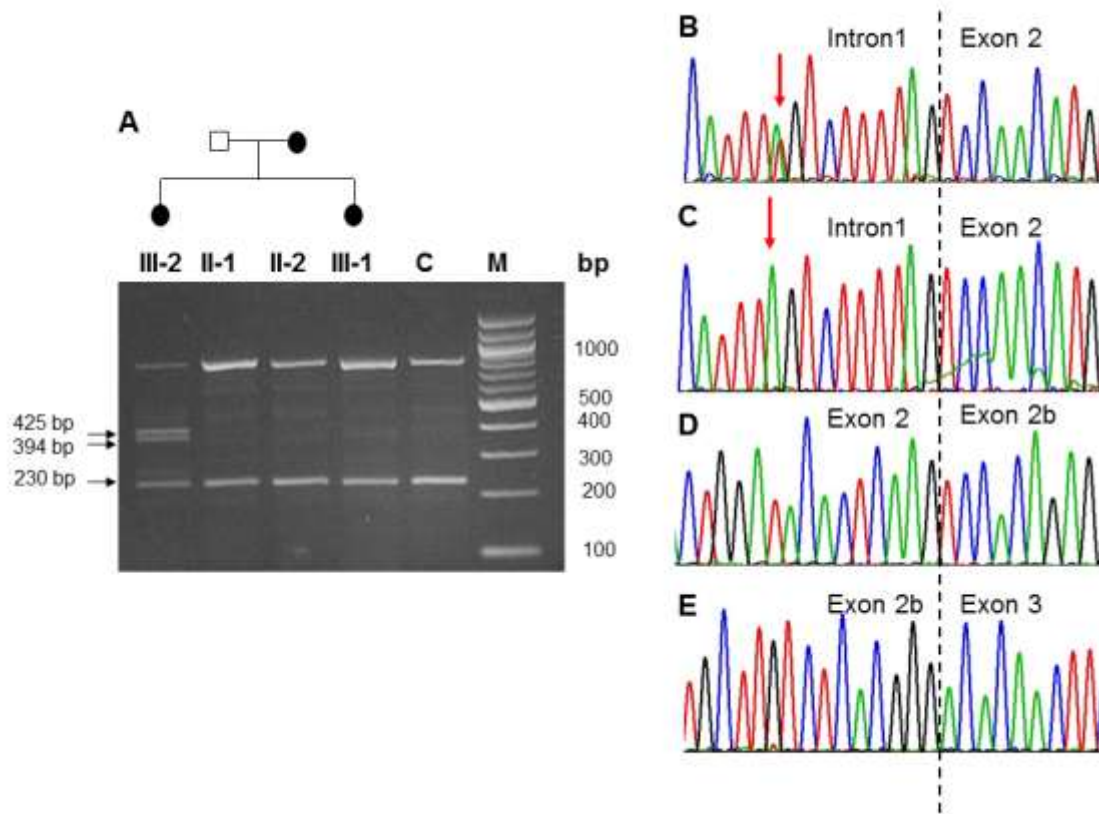 A
III-2 II-1 II-2 III-1 C M bp
1000
500
400
300
200
100
425 bp
394 bp
230 bp
B Intron1 Exon 2
C Intron1 Exon 2
D Exon 2 Exon 2b
E Exon 2b Exon 3